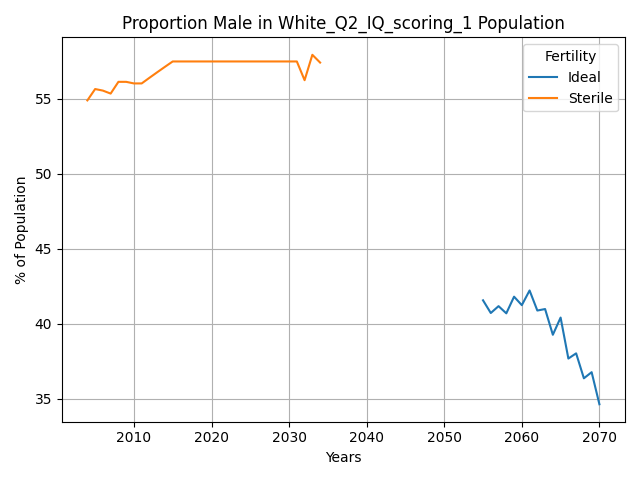 Proportion Male in White_Q2_IQ_scoring_1 Population
% of Population
55
50
45
40
35
Fertility
Ideal
Sterile
2010 2020 2030 2040 2050 2060 2070
Years